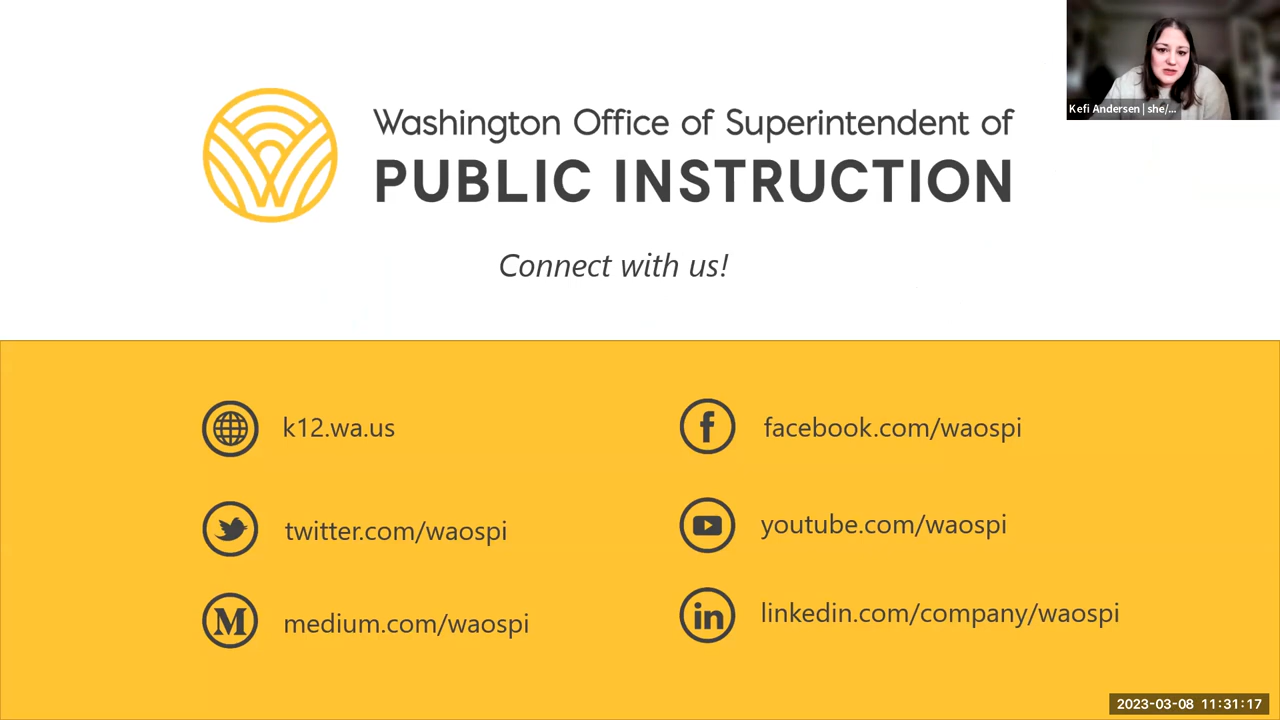 Washington Office of Superintendent of
PUBLIC INSTRUCTION
Connect with us!
k12.wa.us
facebook.com/waospi
twitter.com/waospi
youtube.com/waospi
medium.com/waospi
linkedin.com/company/waospi
Kefi Andersen | she/...
2023-03-08 11:31:17